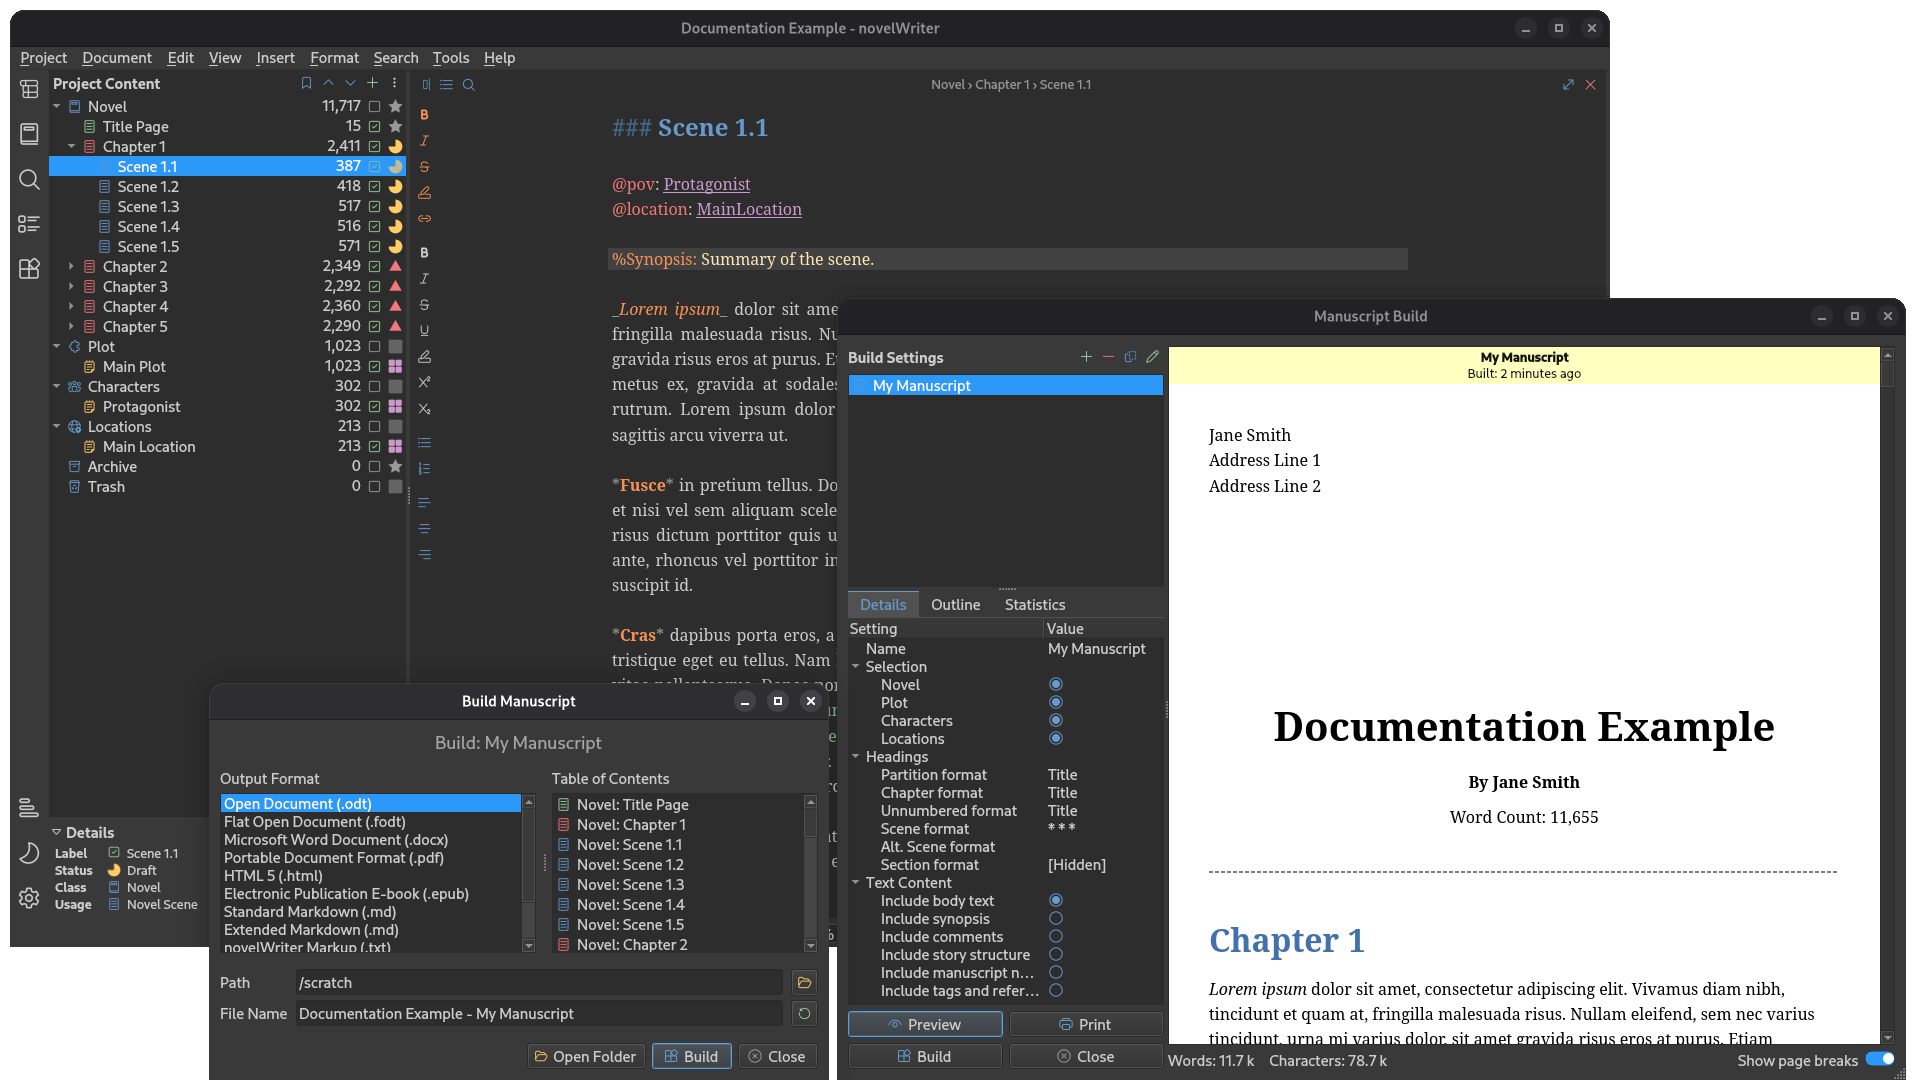 Documentation Example - novelWriter
Project Document Edit View Insert Format Search Tools Help
Project Content
Novel 11,717
Title Page 15
Chapter 1 2,411
Scene 1.1 387
Scene 1.2 418
Scene 1.3 517
Scene 1.4 516
Scene 1.5 571
Chapter 2 2,349
Chapter 3 2,292
Chapter 4 2,360
Chapter 5 2,290
Plot 1,023
Main Plot 1,023
Characters 302
Protagonist 302
Locations 213
Main Location 213
Archive 0
Trash 0
Details
Label Scene 1.1
Status Draft
Class Novel
Usage Novel Scene
Novel › Chapter 1 › Scene 1.1
### Scene 1.1
@pov: Protagonist
@location: MainLocation
%Synopsis: Summary of the scene.
_Lorem ipsum_ dolor sit ame
fringilla malesuada risus. Nu
gravida risus eros at purus. E
metus ex, gravida at sodales
rutrum. Lorem ipsum dolor
sagittis arcu viverra ut.
*Fusce* in pretium tellus. Do
et nisi vel sem aliquam scele
risus dictum porttitor quis u
ante, rhoncus vel porttitor in
suscipit id.
*Cras* dapibus porta eros, a
tristique eget eu tellus. Nam
Build Manuscript
Build: My Manuscript
Output Format
Open Document (.odt)
Flat Open Document (.fodt)
Microsoft Word Document (.docx)
Portable Document Format (.pdf)
HTML 5 (.html)
Electronic Publication E-book (.epub)
Standard Markdown (.md)
Extended Markdown (.md)
novelWriter Markup (.txt)
Table of Contents
Novel: Title Page
Novel: Chapter 1
Novel: Scene 1.1
Novel: Scene 1.2
Novel: Scene 1.3
Novel: Scene 1.4
Novel: Scene 1.5
Novel: Chapter 2
Path /scratch
File Name Documentation Example - My Manuscript
Open Folder Build Close
Manuscript Build
Build Settings
My Manuscript
Details Outline Statistics
Setting Value
Name My Manuscript
Selection
Novel
Plot
Characters
Locations
Headings
Partition format Title
Chapter format Title
Unnumbered format Title
Scene format * * *
Alt. Scene format
Section format [Hidden]
Text Content
Include body text
Include synopsis
Include comments
Include story structure
Include manuscript n...
Include tags and refer...
Preview Print
Build Close
My Manuscript
Built: 2 minutes ago
Jane Smith
Address Line 1
Address Line 2
Documentation Example
By Jane Smith
Word Count: 11,655
Chapter 1
Lorem ipsum dolor sit amet, consectetur adipiscing elit. Vivamus diam nibh,
tincidunt et quam at, fringilla malesuada risus. Nullam eleifend, sem nec varius
tincidunt, urna mi varius dolor, sit amet gravida risus eros at purus. Etiam
Words: 11.7 k Characters: 78.7 k
Show page breaks